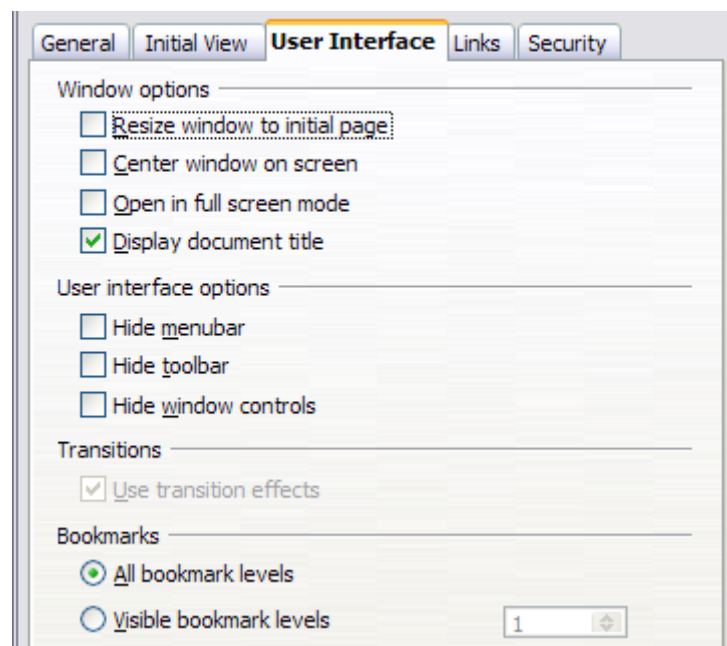 General Initial View User Interface Links Security
Window options
Resize window to initial page
Center window on screen
Open in full screen mode
Display document title
User interface options
Hide menubar
Hide toolbar
Hide window controls
Transitions
Use transition effects
Bookmarks
All bookmark levels
Visible bookmark levels 1